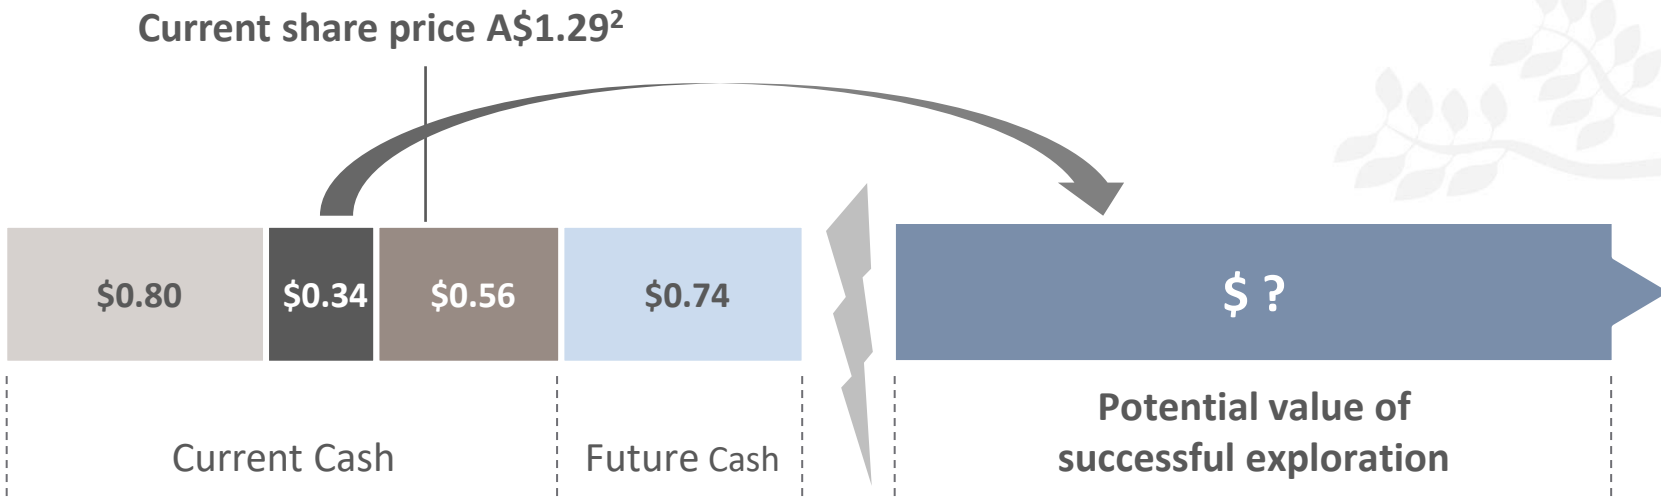 Current share price A$1.29²
$0.80
$0.34
$0.56
$0.74
$ ?
Current Cash
Future Cash
Potential value of
successful exploration